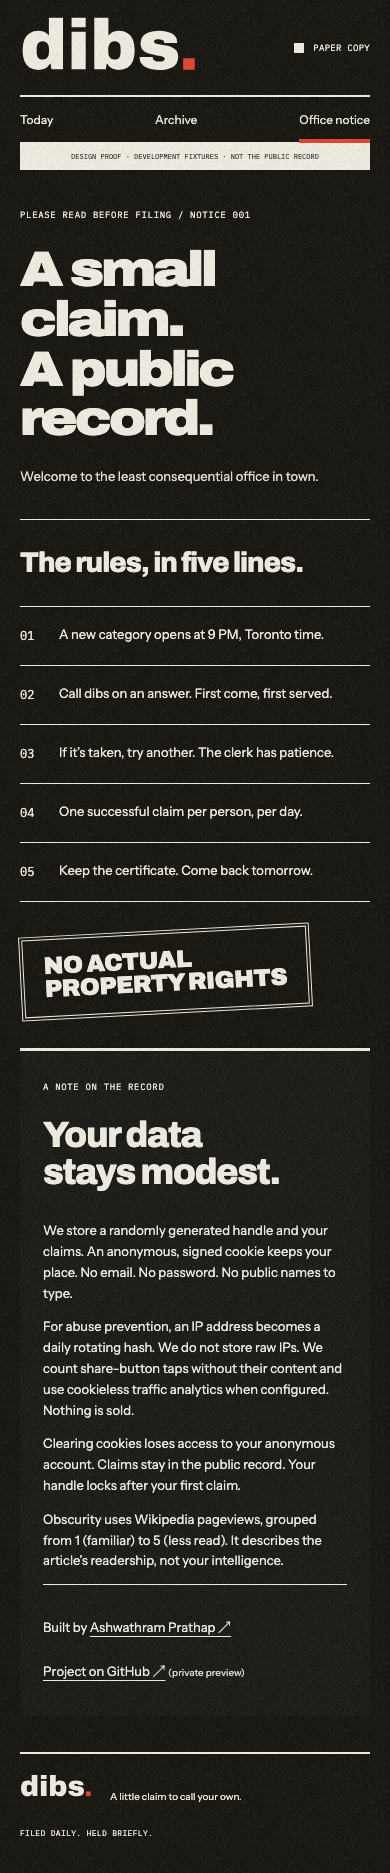 dibs.
PAPER COPY
Today
Archive
Office notice
DESIGN PROOF · DEVELOPMENT FIXTURES · NOT THE PUBLIC RECORD
PLEASE READ BEFORE FILING / NOTICE 001
A small
claim.
A public
record.
Welcome to the least consequential office in town.
The rules, in five lines.
01 A new category opens at 9 PM, Toronto time.
02 Call dibs on an answer. First come, first served.
03 If it's taken, try another. The clerk has patience.
04 One successful claim per person, per day.
05 Keep the certificate. Come back tomorrow.
NO ACTUAL
PROPERTY RIGHTS
A NOTE ON THE RECORD
Your data
stays modest.
We store a randomly generated handle and your
claims. An anonymous, signed cookie keeps your
place. No email. No password. No public names to
type.
For abuse prevention, an IP address becomes a
daily rotating hash. We do not store raw IPs. We
count share-button taps without their content and
use cookieless traffic analytics when configured.
Nothing is sold.
Clearing cookies loses access to your anonymous
account. Claims stay in the public record. Your
handle locks after your first claim.
Obscurity uses Wikipedia pageviews, grouped
from 1 (familiar) to 5 (less read). It describes the
article's readership, not your intelligence.
Built by Ashwathram Prathap ↗
Project on GitHub ↗ (private preview)
dibs.
A little claim to call your own.
FILED DAILY. HELD BRIEFLY.